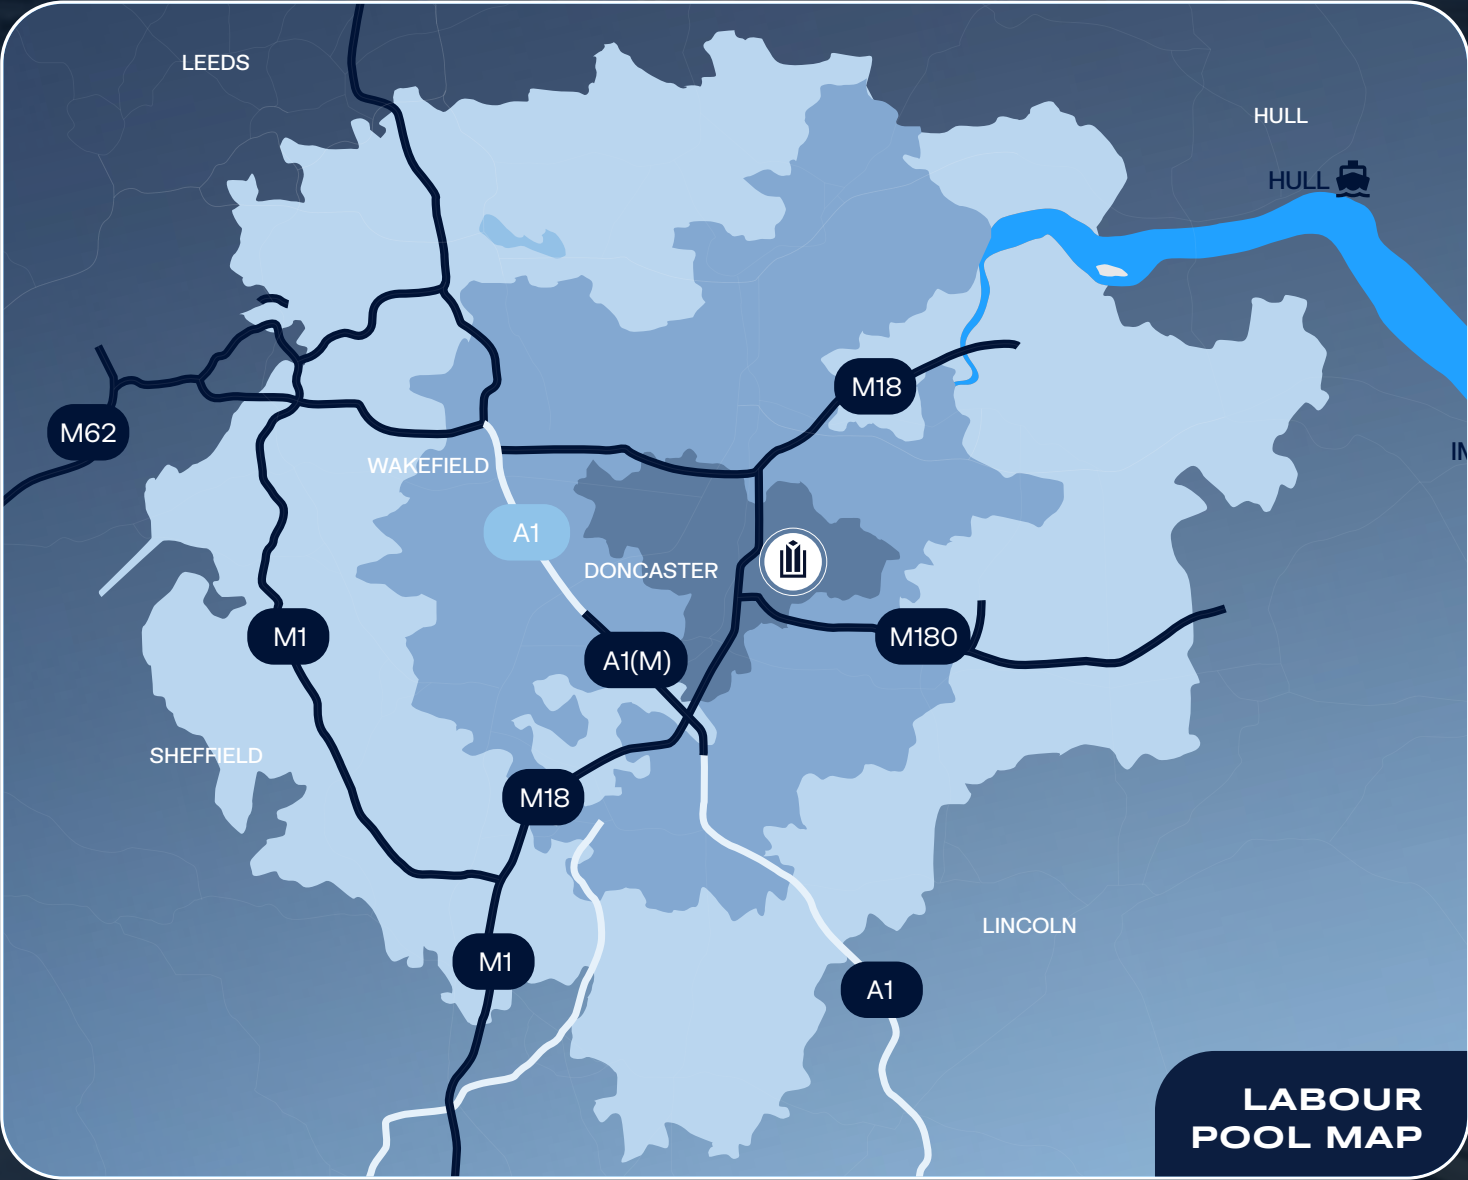 LEEDS
HULL
HULL
M18
M62
IN
WAKEFIELD
A1
DONCASTER
M1
M180
A1(M)
SHEFFIELD
M18
LINCOLN
M1
A1
LABOUR
POOL MAP